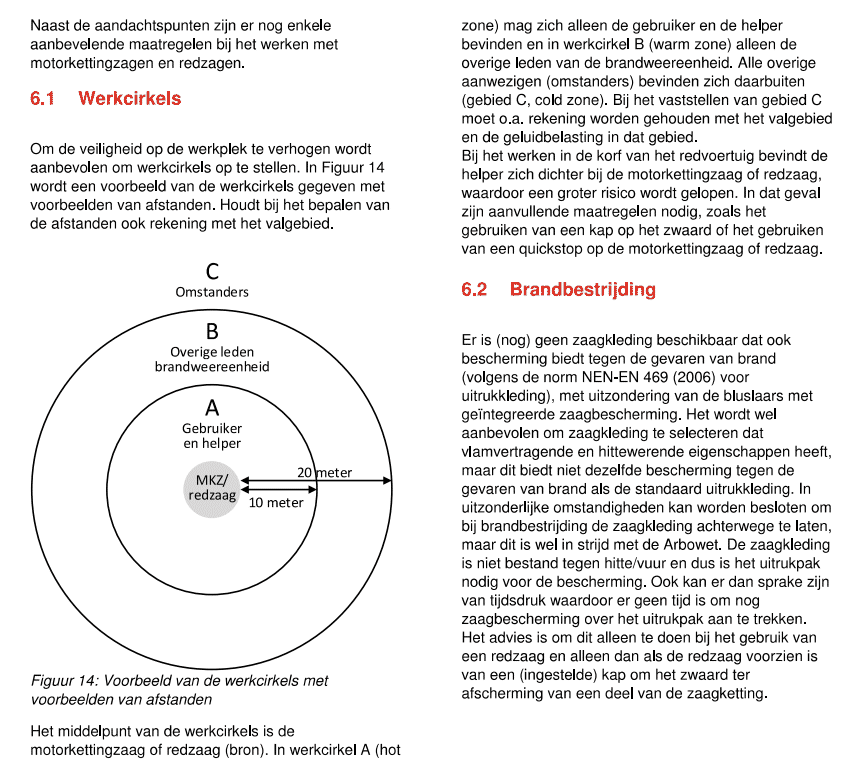 Naast de aandachtspunten zijn er nog enkele
aanbevelende maatregelen bij het werken met
motorkettingzagen en redzagen.
6.1 Werkcirkels
Om de veiligheid op de werkplek te verhogen wordt
aanbevolen om werkcirkels op te stellen. In Figuur 14
wordt een voorbeeld van de werkcirkels gegeven met
voorbeelden van afstanden. Houdt bij het bepalen van
de afstanden ook rekening met het valgebied.
C
Omstanders
B
Overige leden
brandweereenheid
A
Gebruiker
en helper
MKZ/
redzaag
20 meter
10 meter
Figuur 14: Voorbeeld van de werkcirkels met
voorbeelden van afstanden
Het middelpunt van de werkcirkels is de
motorkettingzaag of redzaag (bron). In werkcirkel A (hot
zone) mag zich alleen de gebruiker en de helper
bevinden en in werkcirkel B (warm zone) alleen de
overige leden van de brandweereenheid. Alle overige
aanwezigen (omstanders) bevinden zich daarbuiten
(gebied C, cold zone). Bij het vaststellen van gebied C
moet o.a. rekening worden gehouden met het valgebied
en de geluidbelasting in dat gebied.
Bij het werken in de korf van het redvoertuig bevindt de
helper zich dichter bij de motorkettingzaag of redzaag,
waardoor een groter risico wordt gelopen. In dat geval
zijn aanvullende maatregelen nodig, zoals het
gebruiken van een kap op het zwaard of het gebruiken
van een quickstop op de motorkettingzaag of redzaag.
6.2 Brandbestrijding
Er is (nog) geen zaagkleding beschikbaar dat ook
bescherming biedt tegen de gevaren van brand
(volgens de norm NEN-EN 469 (2006) voor
uitrukkleding), met uitzondering van de bluslaars met
geïntegreerde zaagbescherming. Het wordt wel
aanbevolen om zaagkleding te selecteren dat
vlamvertragende en hittewerende eigenschappen heeft,
maar dit biedt niet dezelfde bescherming tegen de
gevaren van brand als de standaard uitrukkleding. In
uitzonderlijke omstandigheden kan worden besloten om
bij brandbestrijding de zaagkleding achterwege te laten,
maar dit is wel in strijd met de Arbowet. De zaagkleding
is niet bestand tegen hitte/vuur en dus is het uitrukpak
nodig voor de bescherming. Ook kan er dan sprake zijn
van tijdsdruk waardoor er geen tijd is om nog
zaagbescherming over het uitrukpak aan te trekken.
Het advies is om dit alleen te doen bij het gebruik van
een redzaag en alleen dan als de redzaag voorzien is
van een (ingestelde) kap om het zwaard ter
afscherming van een deel van de zaagketting.